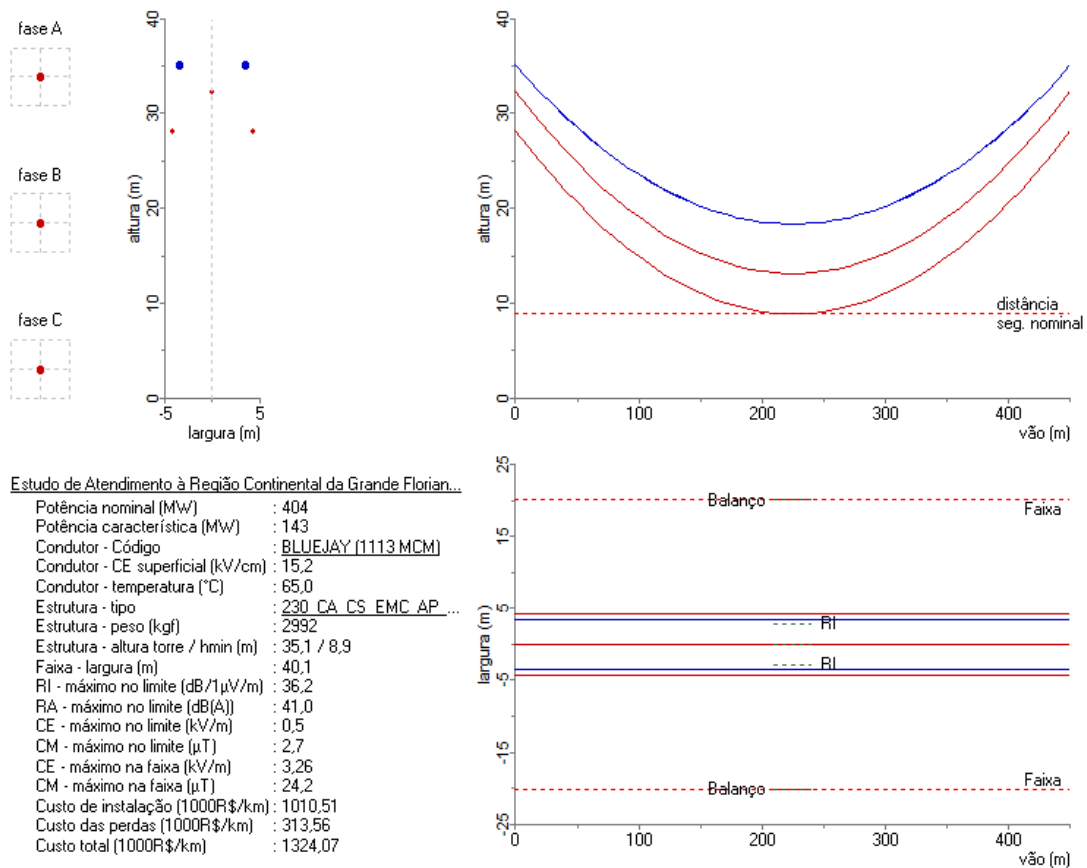 fase A
fase B
fase C
40
30
20
10
0
altura (m)
-5
5
largura (m)
40
30
20
10
0
altura (m)
distância
seg. nominal
0
100
200
300
400
vão (m)
Estudo de Atendimento à Região Continental da Grande Florian...
Potência nominal (MW) : 404
Potência característica (MW) : 143
Condutor - Código : BLUEJAY (1113 MCM)
Condutor - CE superficial (kV/cm) : 15,2
Condutor - temperatura (°C) : 65,0
Estrutura - tipo : 230_CA_CS_EMC_AP_...
Estrutura - peso (kgf) : 2992
Estrutura - altura torre / hmin (m) : 35,1 / 8,9
Faixa - largura (m) : 40,1
RI - máximo no limite (dB/1µV/m) : 36,2
RA - máximo no limite (dB(A)) : 41,0
CE - máximo no limite (kV/m) : 0,5
CM - máximo no limite (µT) : 2,7
CE - máximo na faixa (kV/m) : 3,26
CM - máximo na faixa (µT) : 24,2
Custo de instalação (1000R$/km) : 1010,51
Custo das perdas (1000R$/km) : 313,56
Custo total (1000R$/km) : 1324,07
25
15
5
-5
-15
-25
largura (m)
Balanço
Faixa
RI
RI
Balanço
Faixa
0
100
200
300
400
vão (m)